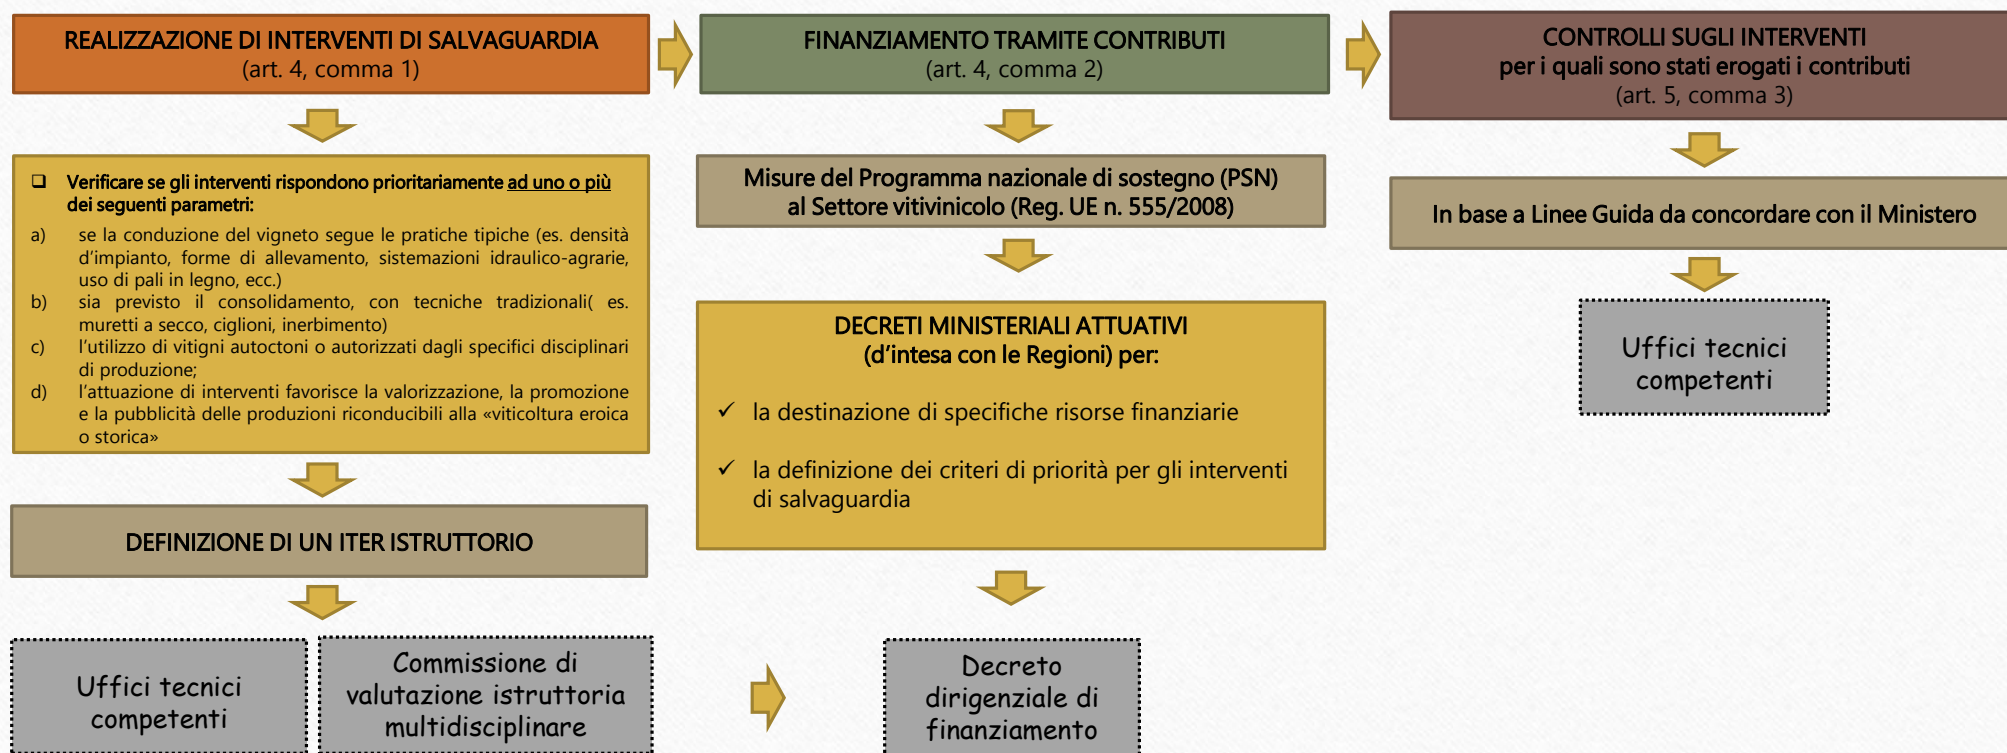 REALIZZAZIONE DI INTERVENTI DI SALVAGUARDIA
(art. 4, comma 1)
❑ Verificare se gli interventi rispondono prioritariamente ad uno o più
dei seguenti parametri:
a) se la conduzione del vigneto segue le pratiche tipiche (es. densità
d'impianto, forme di allevamento, sistemazioni idraulico-agrarie,
uso di pali in legno, ecc.)
b) sia previsto il consolidamento, con tecniche tradizionali( es.
muretti a secco, ciglioni, inerbimento)
c) l'utilizzo di vitigni autoctoni o autorizzati dagli specifici disciplinari
di produzione;
d) l'attuazione di interventi favorisce la valorizzazione, la promozione
e la pubblicità delle produzioni riconducibili alla «viticoltura eroica
o storica»
DEFINIZIONE DI UN ITER ISTRUTTORIO
Uffici tecnici
competenti
Commissione di
valutazione istruttoria
multidisciplinare
FINANZIAMENTO TRAMITE CONTRIBUTI
(art. 4, comma 2)
Misure del Programma nazionale di sostegno (PSN)
al Settore vitivinicolo (Reg. UE n. 555/2008)
DECRETI MINISTERIALI ATTUATIVI
(d'intesa con le Regioni) per:
✓ la destinazione di specifiche risorse finanziarie
✓ la definizione dei criteri di priorità per gli interventi
di salvaguardia
Decreto
dirigenziale di
finanziamento
CONTROLLI SUGLI INTERVENTI
per i quali sono stati erogati i contributi
(art. 5, comma 3)
In base a Linee Guida da concordare con il Ministero
Uffici tecnici
competenti